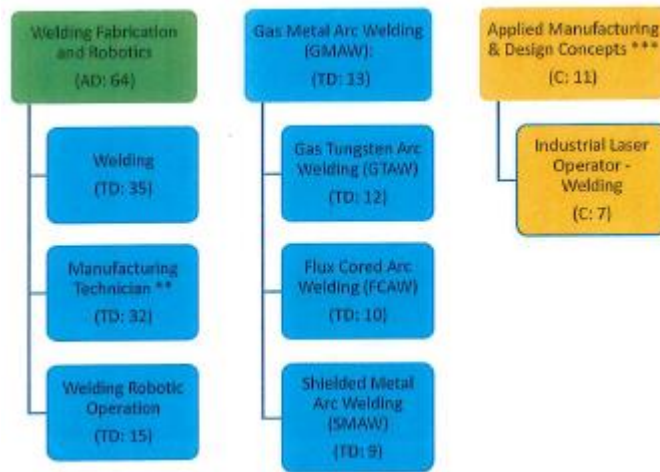 Welding Fabrication
and Robotics
(AD: 64)
Welding
(TD: 35)
Manufacturing
Technician **
(TD: 32)
Welding Robotic
Operation
(TD: 15)
Gas Metal Arc Welding
(GMAW):
(TD: 13)
Gas Tungsten Arc
Welding (GTAW)
(TD: 12)
Flux Cored Arc
Welding (FCAW)
(TD: 10)
Shielded Metal
Arc Welding
(SMAW)
(TD: 9)
Applied Manufacturing
& Design Concepts ***
(C: 11)
Industrial Laser
Operator -
Welding
(C: 7)